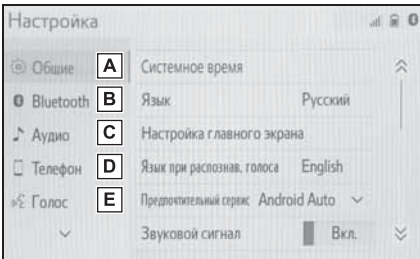 Настройка
Общие A Системное время
Bluetooth B Язык Русский
Аудио C Настройка главного экрана
Телефон D Язык при распознав. голоса English
Голос E Предпочтительный сервис Android Auto
Звуковой сигнал Вкл.